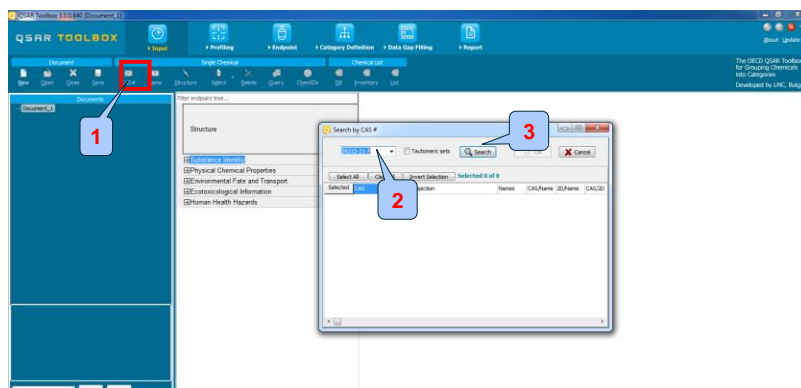 QSAR Toolbox 3.0.0.840 [Document_1]
QSAR TOOLBOX
Input
Profiling
Endpoint
Category Definition
Data Gap Filling
Report
About Update
Document
Single Chemical
Chemical List
New Open Close Save CAS# Name Structure Select Delete Query ChemIDs DB Inventory List
The OECD QSAR Toolbox
for Grouping Chemicals
into Categories
Developed by LMC, Bulg
Documents
Document_1
Filter endpoint tree...
Structure
Substance Identity
Physical Chemical Properties
Environmental Fate and Transport
Ecotoxicological Information
Human Health Hazards
Search by CAS #
Tautomeric sets
Search
OK
Cancel
Select All
Invert Selection
Selected 0 of 0
Selected CAS
Names CAS/Name 2D/Name CAS/2D
1
2
3